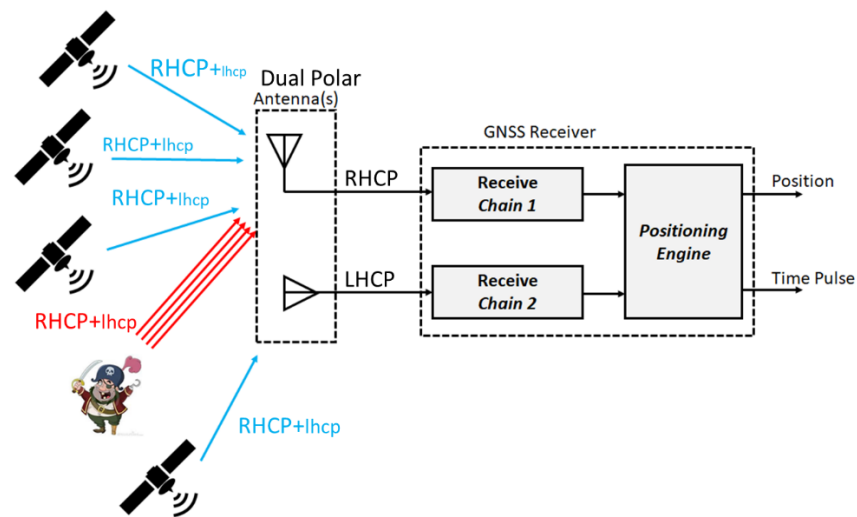 RHCP+lhcp
Dual Polar
Antenna(s)
RHCP+lhcp
RHCP+lhcp
RHCP+lhcp
RHCP+lhcp
GNSS Receiver
RHCP
Receive
Chain 1
LHCP
Receive
Chain 2
Positioning
Engine
Position
Time Pulse